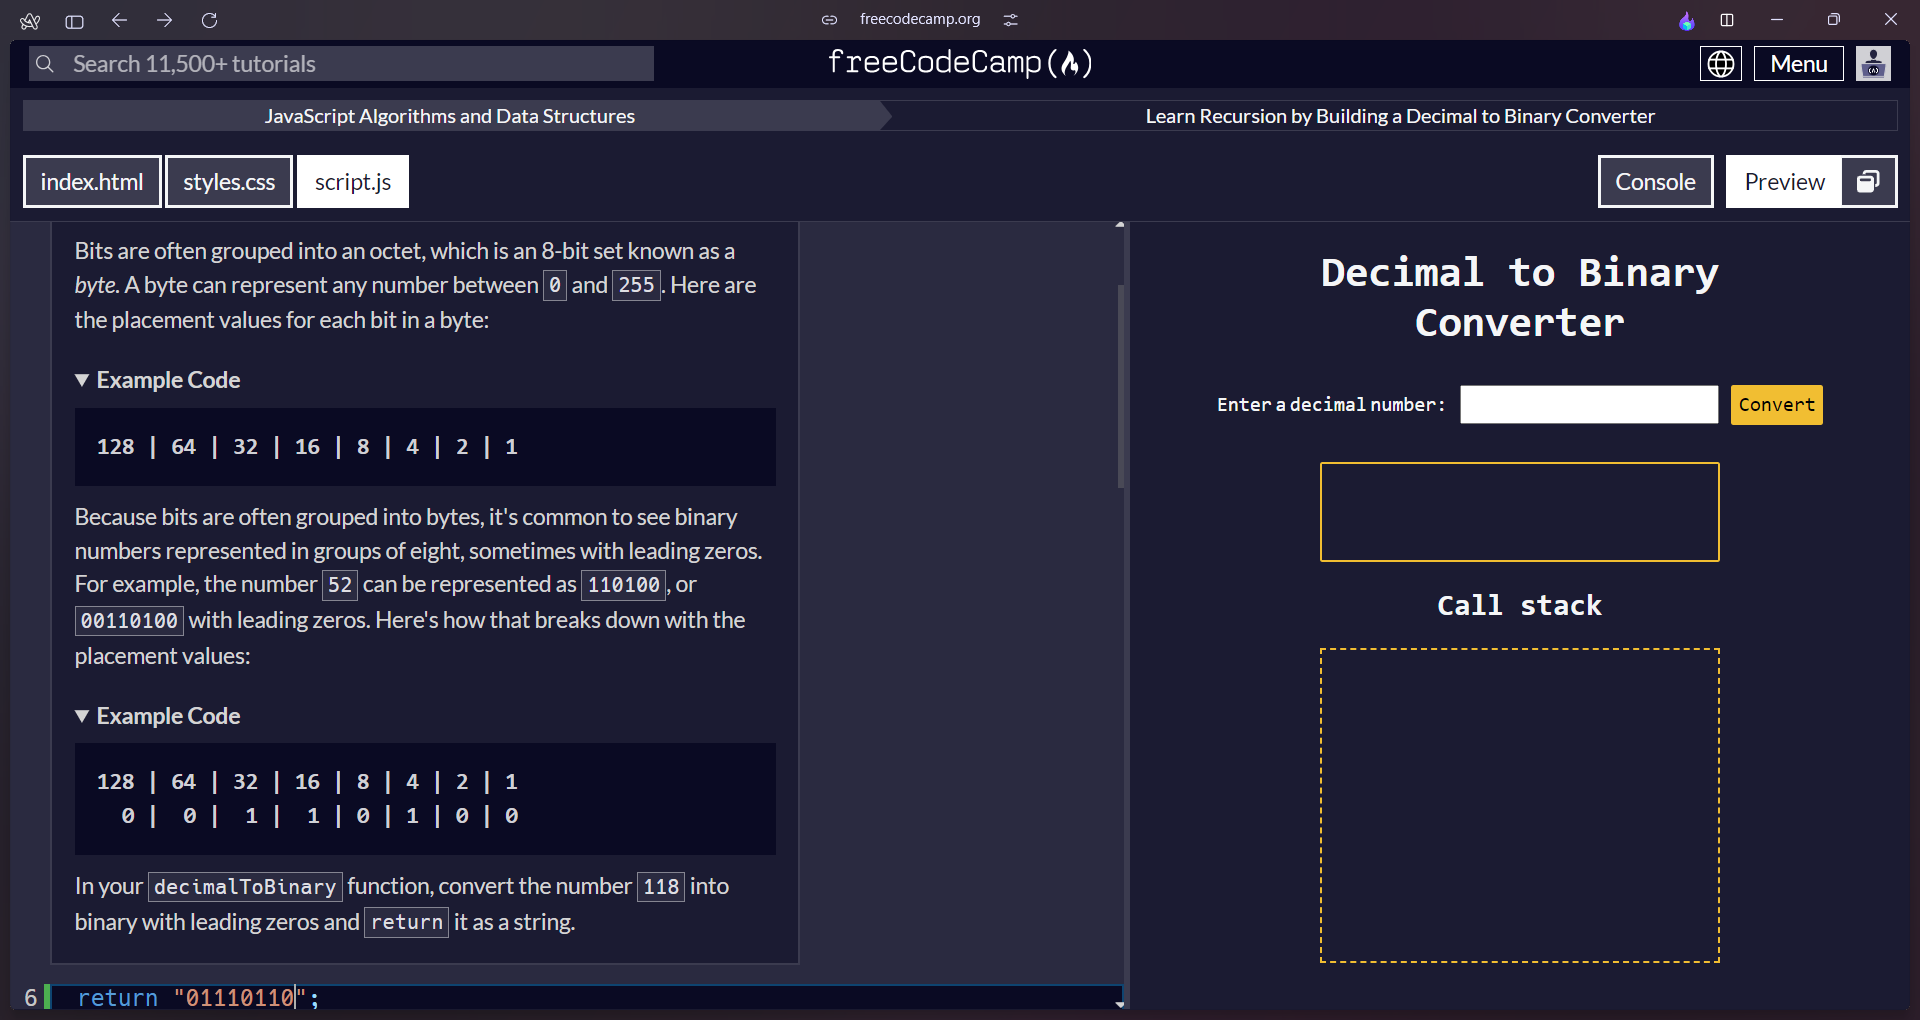 freecodecamp.org
Search 11,500+ tutorials
freeCodeCamp(🔥)
Menu
JavaScript Algorithms and Data Structures
Learn Recursion by Building a Decimal to Binary Converter
index.html
styles.css
script.js
Console
Preview
Bits are often grouped into an octet, which is an 8-bit set known as a
byte. A byte can represent any number between 0 and 255. Here are
the placement values for each bit in a byte:
▼ Example Code
128 | 64 | 32 | 16 | 8 | 4 | 2 | 1
Because bits are often grouped into bytes, it's common to see binary
numbers represented in groups of eight, sometimes with leading zeros.
For example, the number 52 can be represented as 110100, or
00110100 with leading zeros. Here's how that breaks down with the
placement values:
▼ Example Code
128 | 64 | 32 | 16 | 8 | 4 | 2 | 1
0 | 0 | 1 | 1 | 0 | 1 | 0 | 0
In your decimalToBinary function, convert the number 118 into
binary with leading zeros and return it as a string.
6 return "01110110";
Decimal to Binary
Converter
Enter a decimal number:
Convert
Call stack